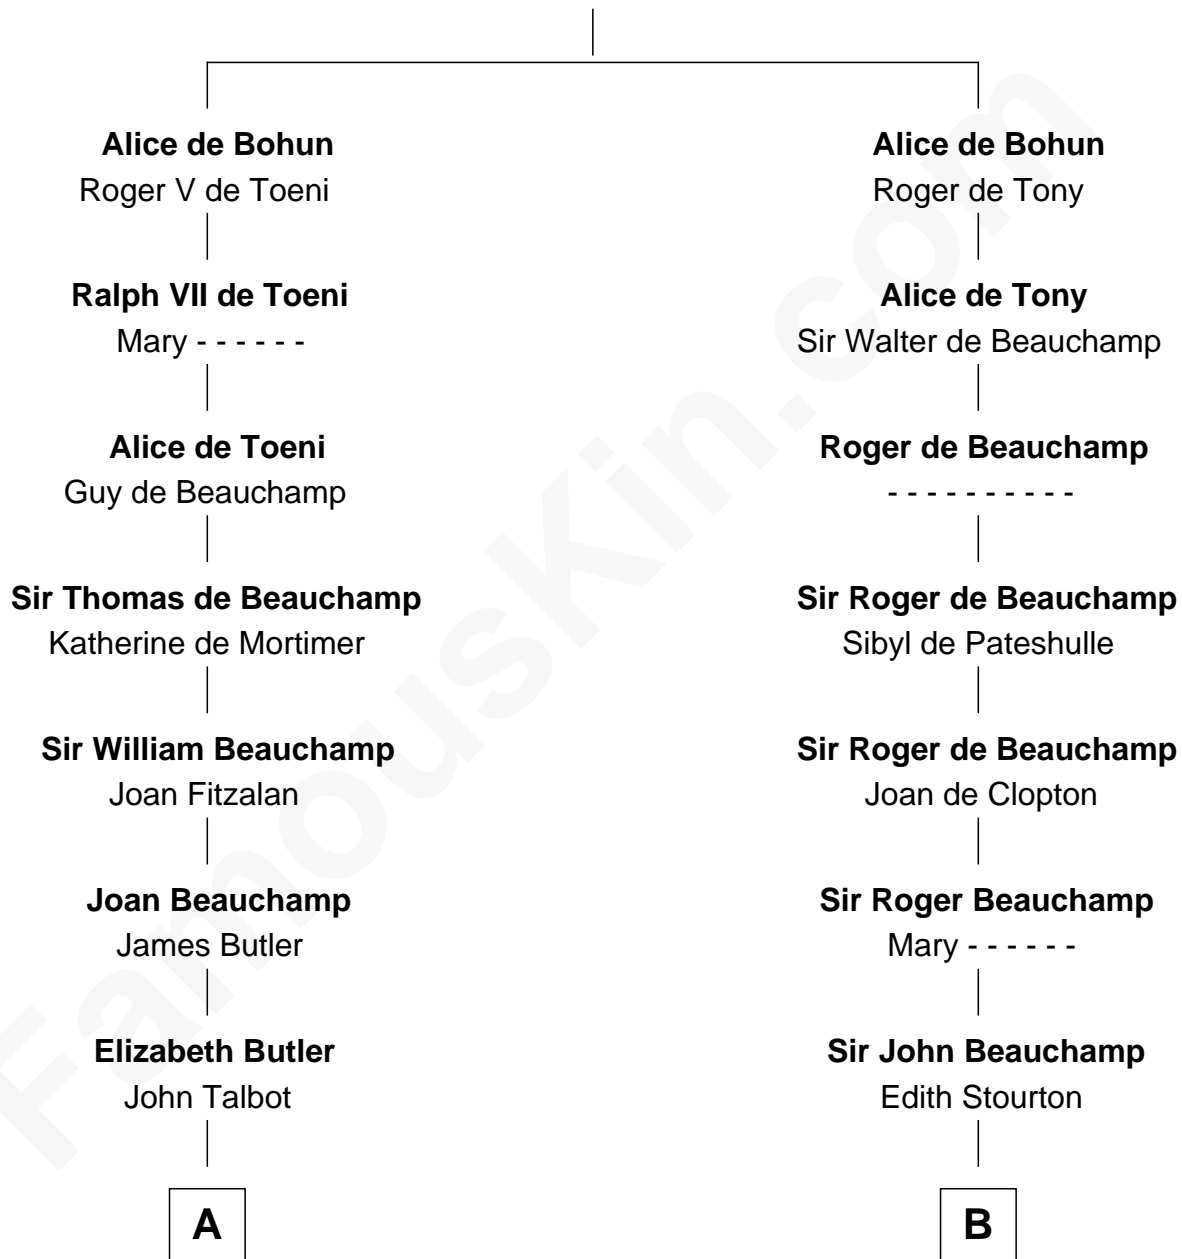 Alice de Bohun
Roger V de Toeni
Ralph VII de Toeni
Mary - - - - - -
Alice de Toeni
Guy de Beauchamp
Sir Thomas de Beauchamp
Katherine de Mortimer
Sir William Beauchamp
Joan Fitzalan
Joan Beauchamp
James Butler
Elizabeth Butler
John Talbot
A
Alice de Bohun
Roger de Tony
Alice de Tony
Sir Walter de Beauchamp
Roger de Beauchamp
- - - - - - - - - -
Sir Roger de Beauchamp
Sibyl de Pateshulle
Sir Roger de Beauchamp
Joan de Clopton
Sir Roger Beauchamp
Mary - - - - - -
Sir John Beauchamp
Edith Stourton
B
FamousKin.com